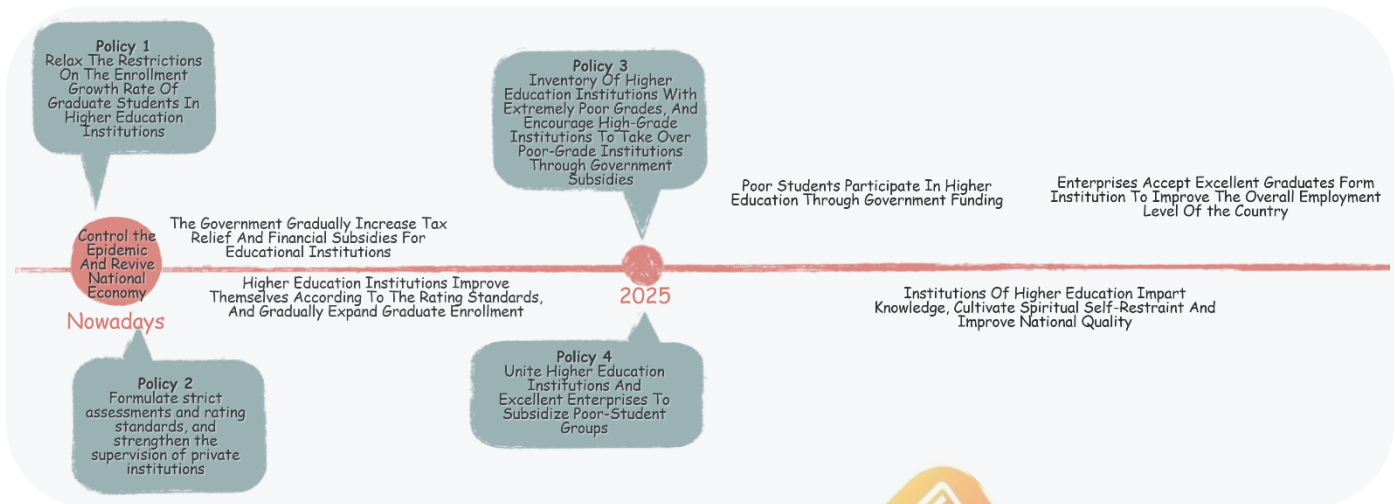 Policy 1
Relax The Restrictions
On The Enrollment
Growth Rate Of
Graduate Students In
Higher Education
Institutions
Control the
Epidemic
And Revive
National
Economy
Nowadays
Policy 2
Formulate strict
assessments and rating
standards, and
strengthen the
supervision of private
institutions
The Government Gradually Increase Tax
Relief And Financial Subsidies For
Educational Institutions
Higher Education Institutions Improve
Themselves According To The Rating Standards,
And Gradually Expand Graduate Enrollment
Policy 3
Inventory Of Higher
Education Institutions With
Extremely Poor Grades, And
Encourage High-Grade
Institutions To Take Over
Poor-Grade Institutions
Through Government
Subsidies
2025
Policy 4
Unite Higher Education
Institutions And
Excellent Enterprises To
Subsidize Poor-Student
Groups
Poor Students Participate In Higher
Education Through Government Funding
Enterprises Accept Excellent Graduates Form
Institution To Improve The Overall Employment
Level Of the Country
Institutions Of Higher Education Impart
Knowledge, Cultivate Spiritual Self-Restraint And
Improve National Quality